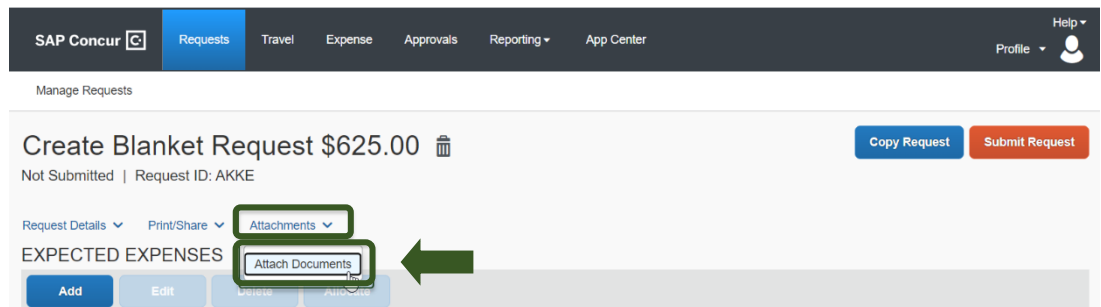 Help
SAP Concur C Requests Travel Expense Approvals Reporting App Center Profile
Manage Requests
Create Blanket Request $625.00
Copy Request Submit Request
Not Submitted | Request ID: AKKE
Request Details Print/Share Attachments
EXPECTED EXPENSES
Attach Documents
Add Edit Delete Allocate